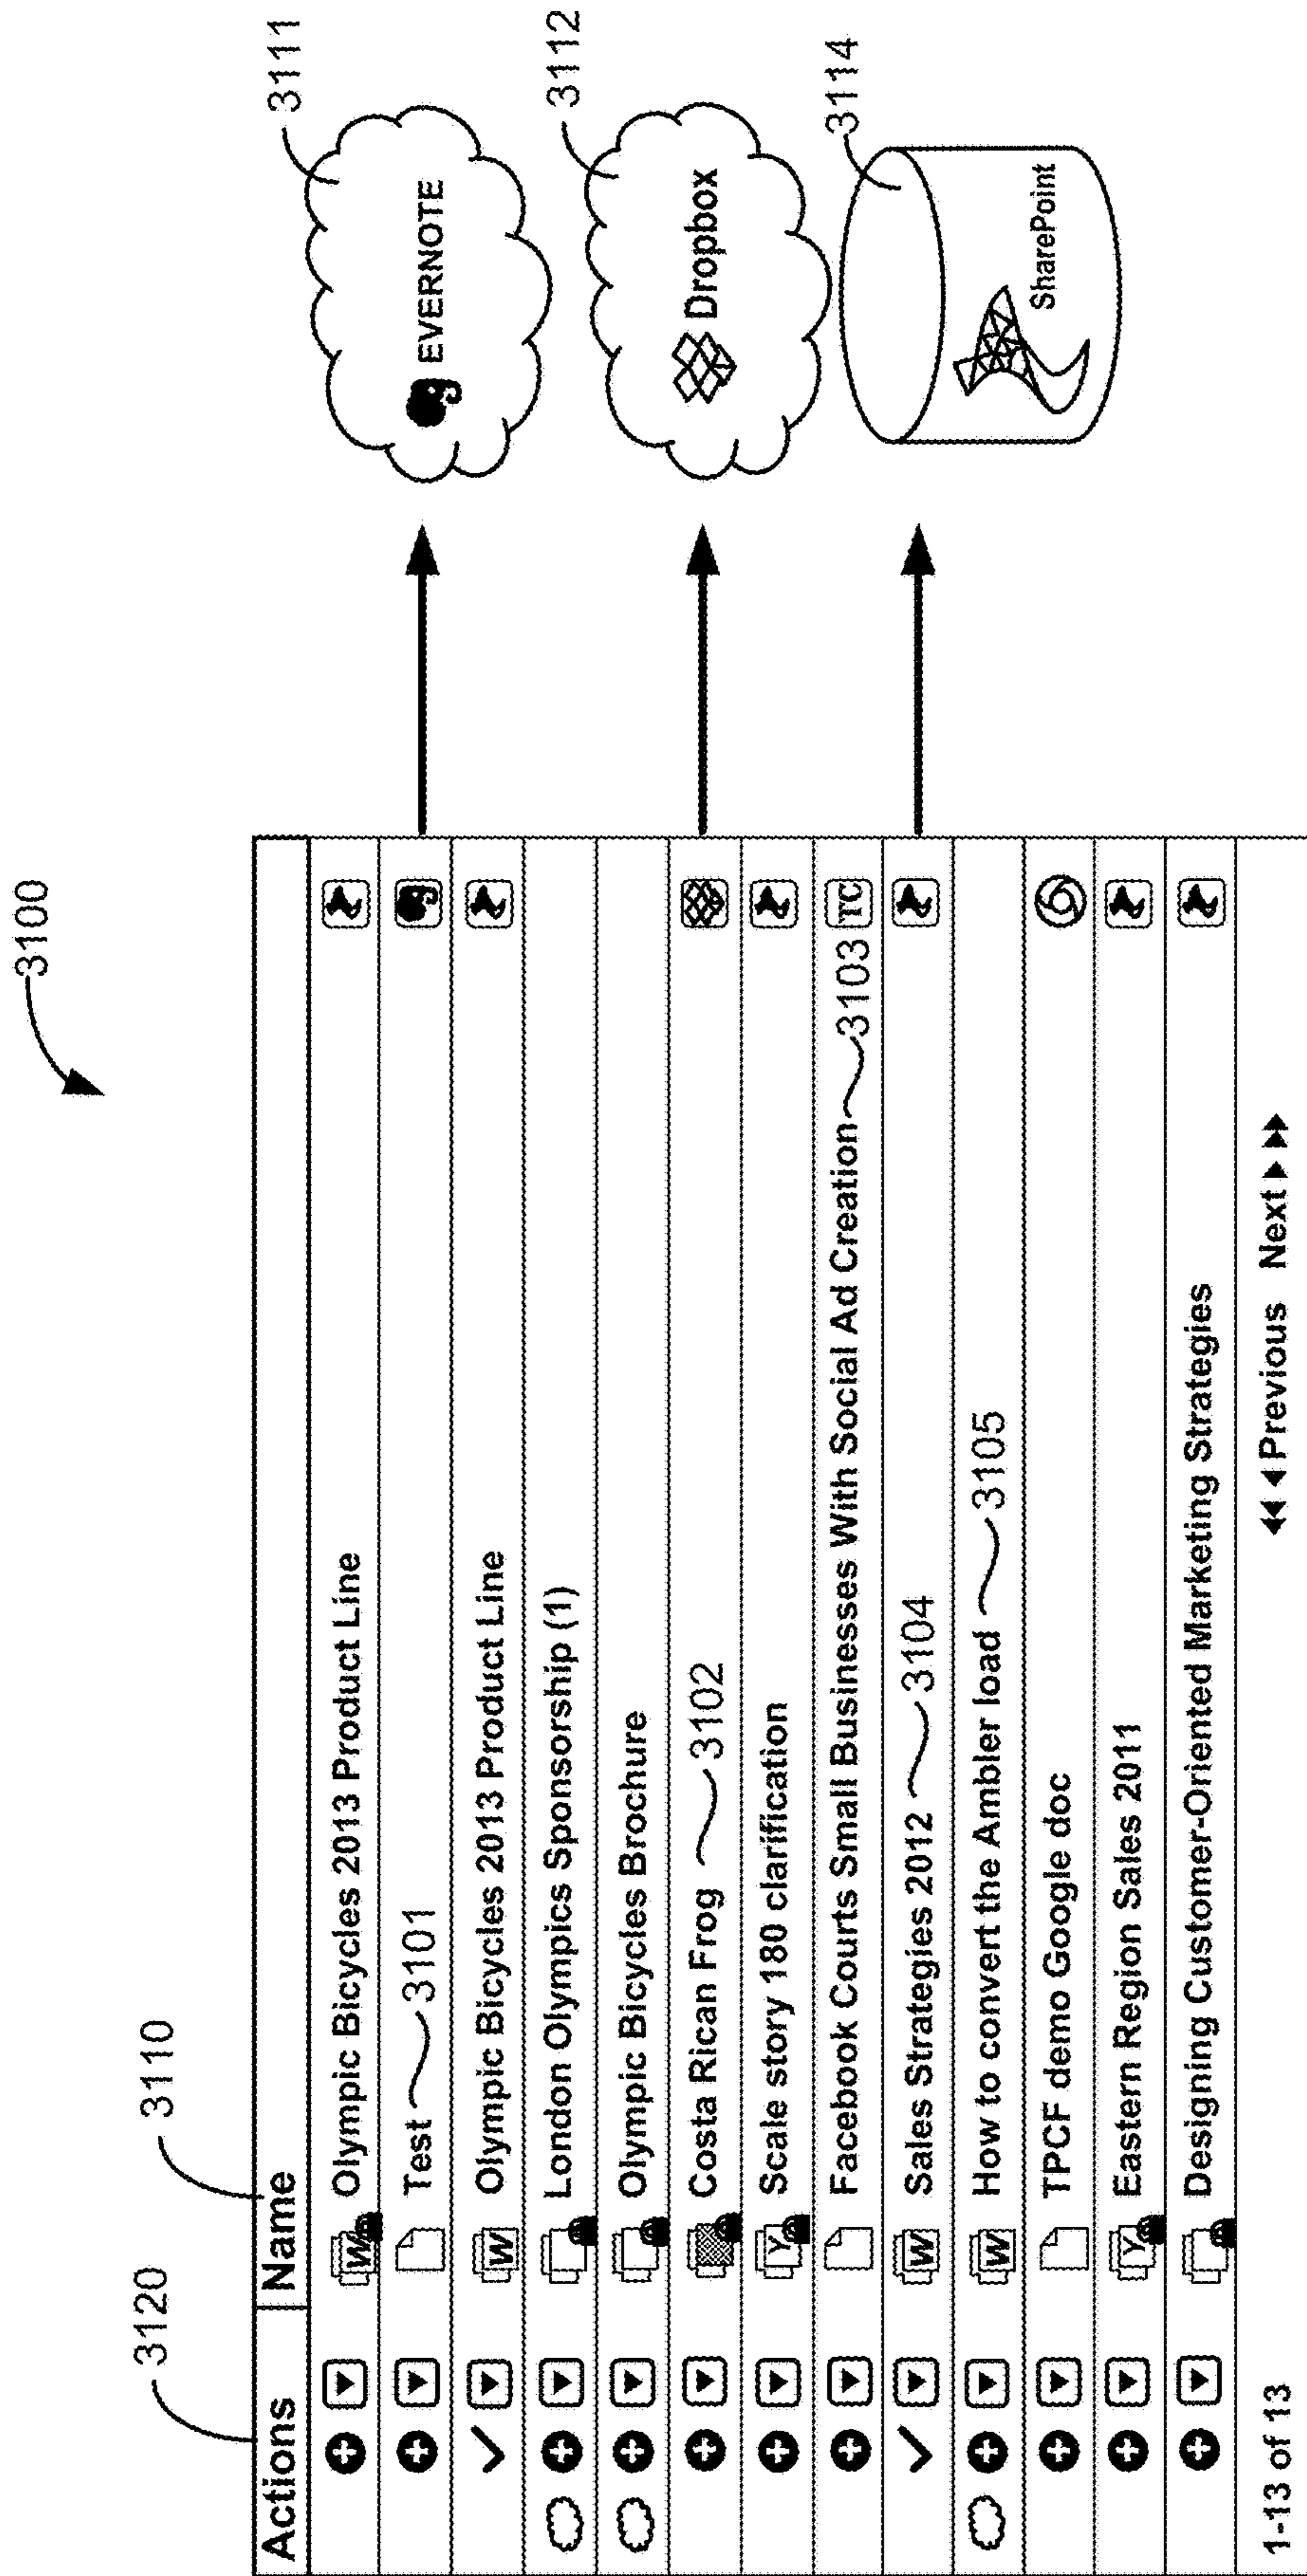 3100
3120
3110
Actions
Name
Olympic Bicycles 2013 Product Line
Test 3101
Olympic Bicycles 2013 Product Line
London Olympics Sponsorship (1)
Olympic Bicycles Brochure
Costa Rican Frog 3102
Scale story 180 clarification
Facebook Courts Small Businesses With Social Ad Creation 3103 TC
Sales Strategies 2012 3104
How to convert the Ambler load 3105
TPCF demo Google doc
Eastern Region Sales 2011
Designing Customer-Oriented Marketing Strategies
1-13 of 13
Previous Next
3111
EVERNOTE
3112
Dropbox
3114
SharePoint
W
W
Y
W
W
Y